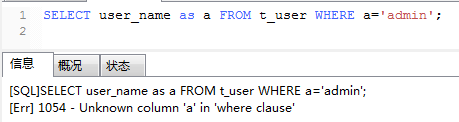 1 SELECT user_name as a FROM t_user WHERE a='admin';
2
信息 概况 状态
[SQL]SELECT user_name as a FROM t_user WHERE a='admin';
[Err] 1054 - Unknown column 'a' in 'where clause'